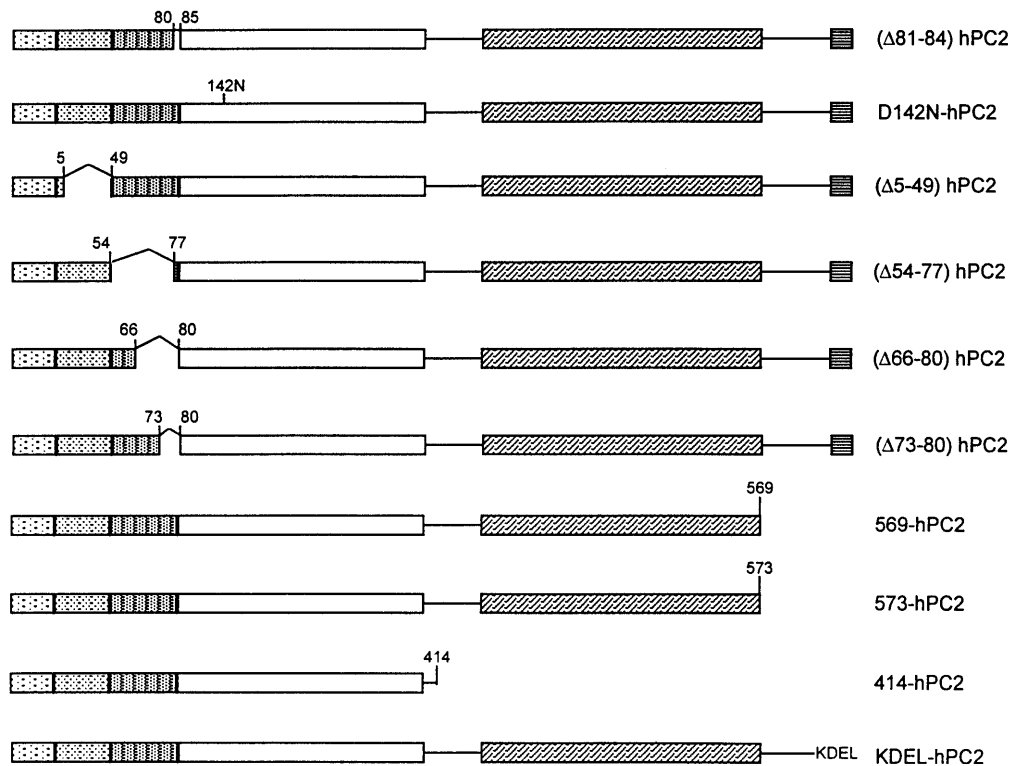 80 85 (Δ81-84) hPC2
142N D142N-hPC2
5 49 (Δ5-49) hPC2
54 77 (Δ54-77) hPC2
66 80 (Δ66-80) hPC2
73 80 (Δ73-80) hPC2
569 569-hPC2
573 573-hPC2
414 414-hPC2
KDEL KDEL-hPC2